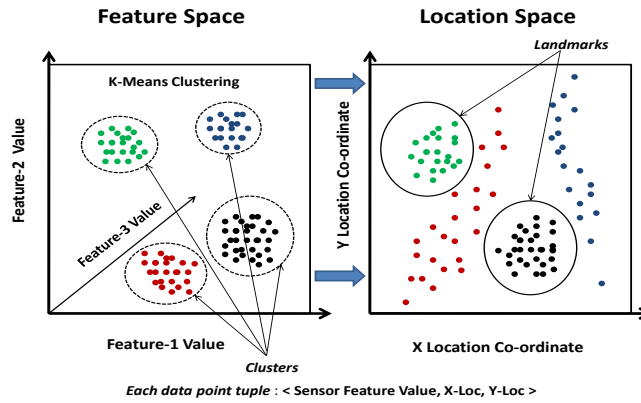 Feature Space
Location Space
Landmarks
K-Means Clustering
Feature-2 Value
Feature-3 Value
Y Location Co-ordinate
Feature-1 Value
Clusters
X Location Co-ordinate
Each data point tuple : < Sensor Feature Value, X-Loc, Y-Loc >